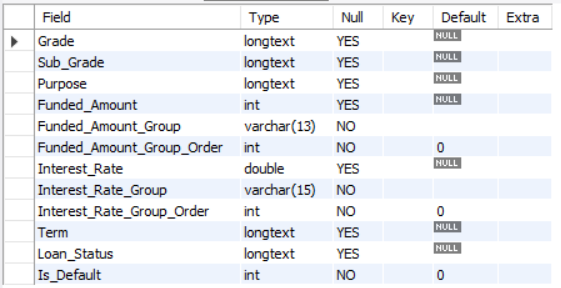 Field Type Null Key Default Extra
Grade longtext YES NULL
Sub_Grade longtext YES NULL
Purpose longtext YES NULL
Funded_Amount int YES NULL
Funded_Amount_Group varchar(13) NO
Funded_Amount_Group_Order int NO 0
Interest_Rate double YES NULL
Interest_Rate_Group varchar(15) NO
Interest_Rate_Group_Order int NO 0
Term longtext YES NULL
Loan_Status longtext YES NULL
Is_Default int NO 0